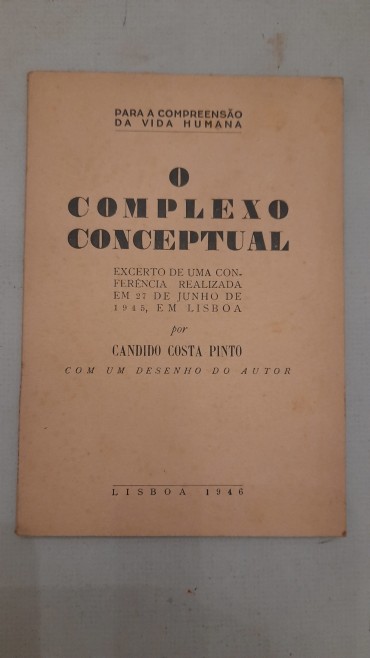 PARA A COMPREENSÃO
DA VIDA HUMANA
O
COMPLEXO
CONCEPTUAL
EXCERTO DE UMA CON-
FERÊNCIA REALIZADA
EM 27 DE JUNHO DE
1945, EM LISBOA
por
CANDIDO COSTA PINTO
COM UM DESENHO DO AUTOR
LISBOA 1946